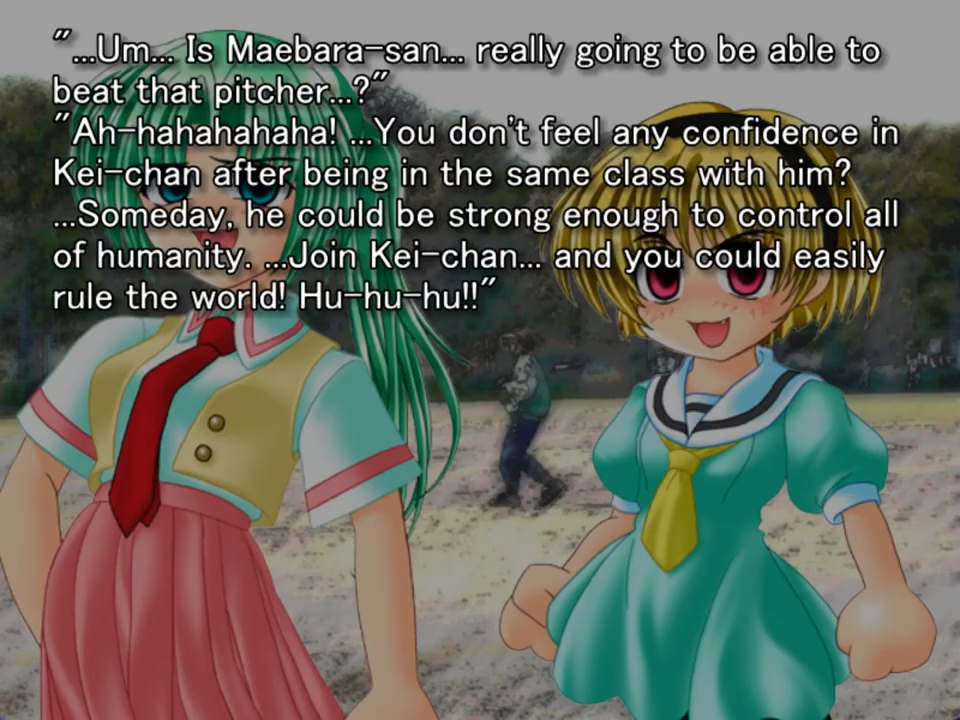 "...Um... Is Maebara-san... really going to be able to
beat that pitcher...?"
"Ah-hahahahaha! ...You don't feel any confidence in
Kei-chan after being in the same class with him?
...Someday, he could be strong enough to control all
of humanity. ...Join Kei-chan... and you could easily
rule the world! Hu-hu-hu!!"